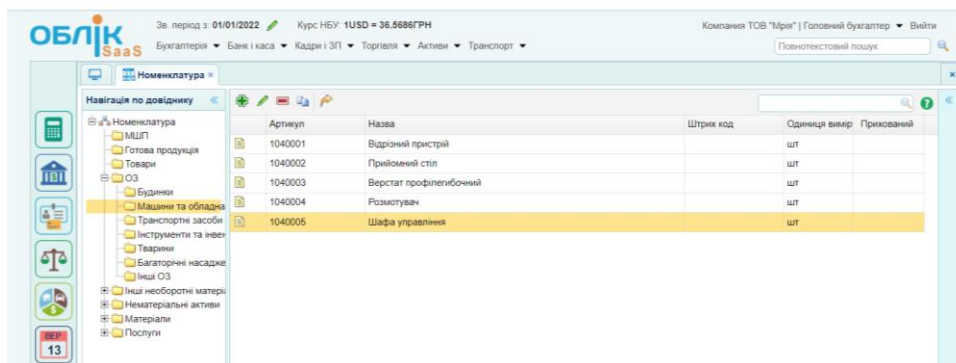 ОБЛІК SaaS
Зв. період з: 01/01/2022 Курс НБУ: 1USD = 36.5686ГРН Компания ТОВ "Мрія" | Головний бухгалтер Вийти
Бухгалтерія Банк і каса Кадри і ЗП Торгівля Активи Транспорт Повнотекстовий пошук
Номенклатура
Навігація по довіднику
Номенклатура
МШП
Готова продукція
Товари
ОЗ
Будинки
Машини та обладна
Транспортні засоби
Інструменти та інвен
Тварини
Багаторічні насадже
Інші ОЗ
Інші необоротні матеріа
Нематеріальні активи
Матеріали
Послуги
Артикул Назва Штрих код Одиниця вимір Прихований
1040001 Відрізний пристрій шт
1040002 Прийомний стіл шт
1040003 Верстат профілегибочний шт
1040004 Розмотувач шт
1040005 Шафа управління шт
ВЕР
13